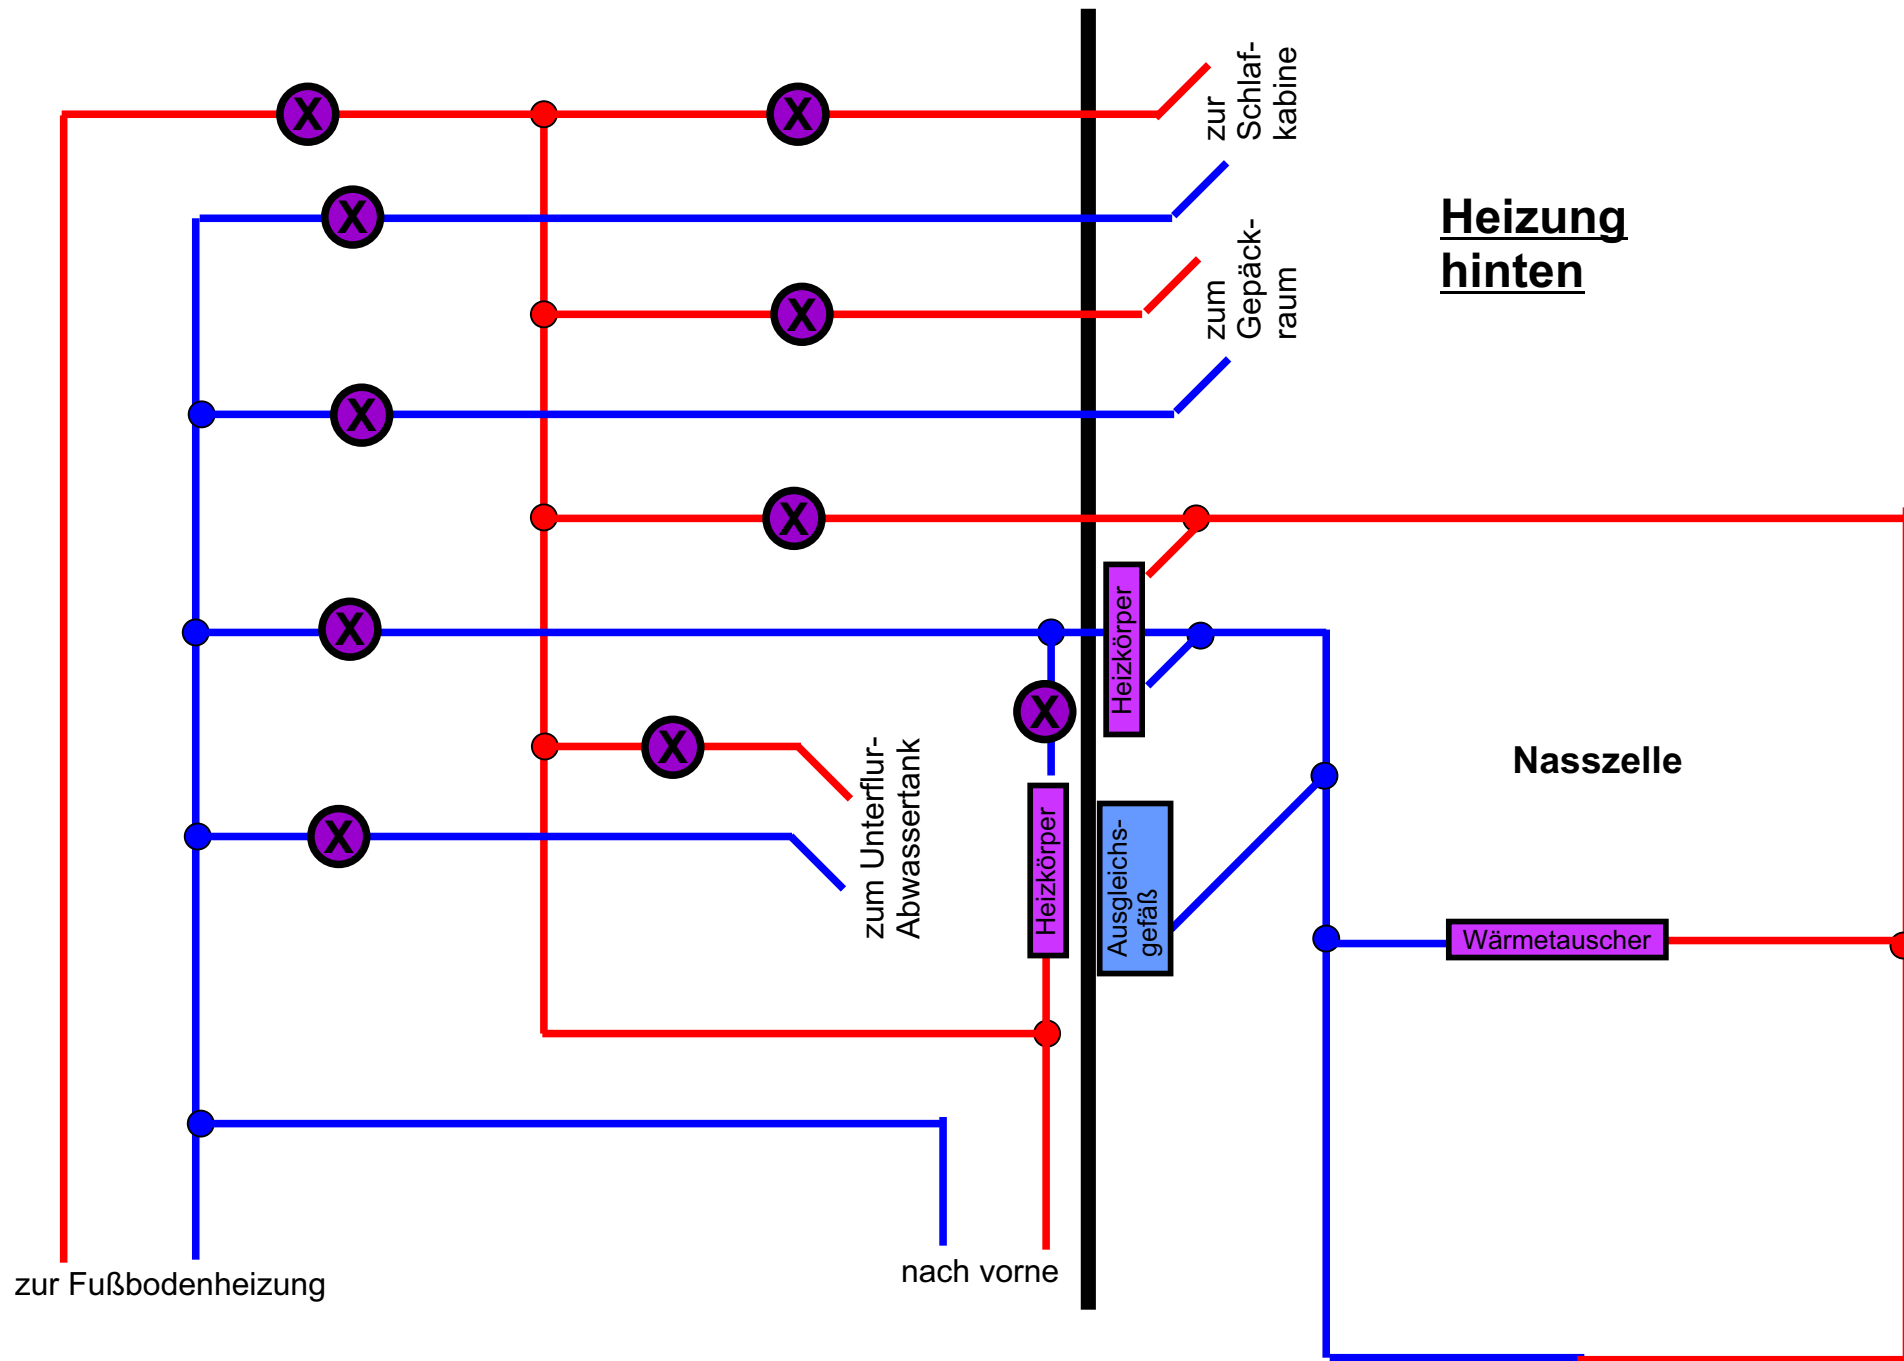 zur
Schlaf-
kabine
Heizung
hinten
zum
Gepäck-
raum
X
X
X
X
X
X
X
X
X
X
X
Heizkörper
zum Unterflur-
Abwassertank
Heizkörper
Ausgleichs-
gefäß
Nasszelle
Wärmetauscher
zur Fußbodenheizung
nach vorne